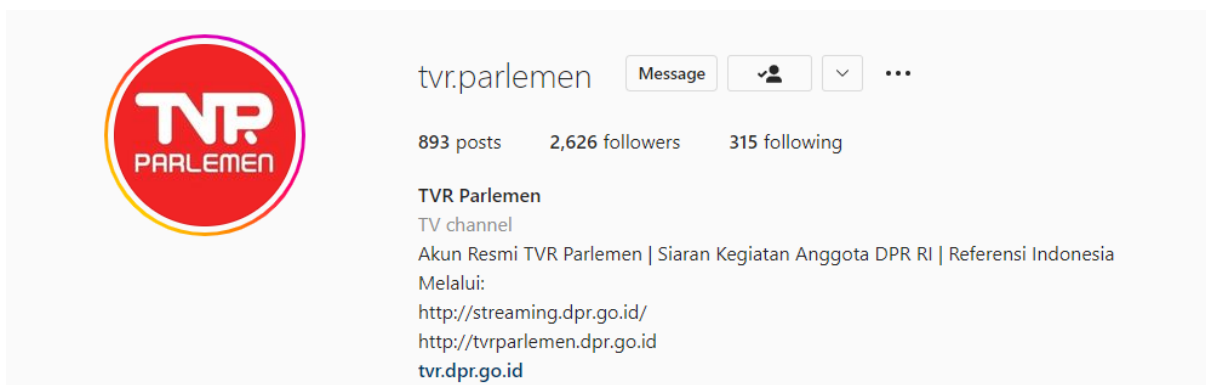 TVR
PARLEMEN
tvr.parlemen Message
893 posts 2,626 followers 315 following
TVR Parlemen
TV channel
Akun Resmi TVR Parlemen | Siaran Kegiatan Anggota DPR RI | Referensi Indonesia
Melalui:
http://streaming.dpr.go.id/
http://tvrparlemen.dpr.go.id
tvr.dpr.go.id